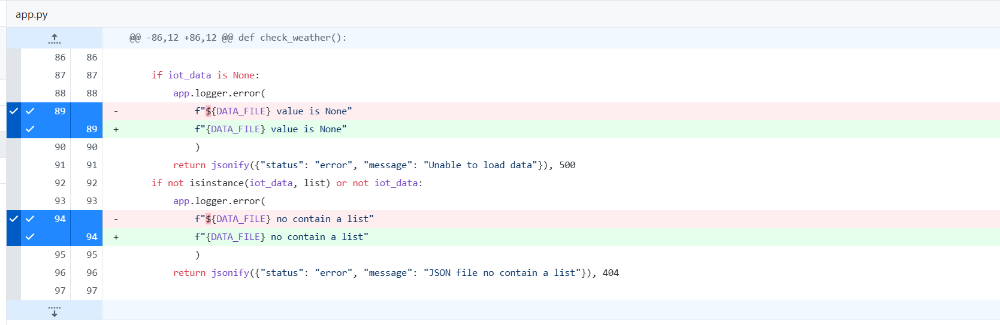 app.py
@@ -86,12 +86,12 @@ def check_weather():
86 86
87 87 if iot_data is None:
88 88 app.logger.error(
89 - f"${DATA_FILE} value is None"
89 + f"{DATA_FILE} value is None"
90 90 )
91 91 return jsonify({"status": "error", "message": "Unable to load data"}), 500
92 92 if not isinstance(iot_data, list) or not iot_data:
93 93 app.logger.error(
94 - f"${DATA_FILE} no contain a list"
94 + f"{DATA_FILE} no contain a list"
95 95 )
96 96 return jsonify({"status": "error", "message": "JSON file no contain a list"}), 404
97 97